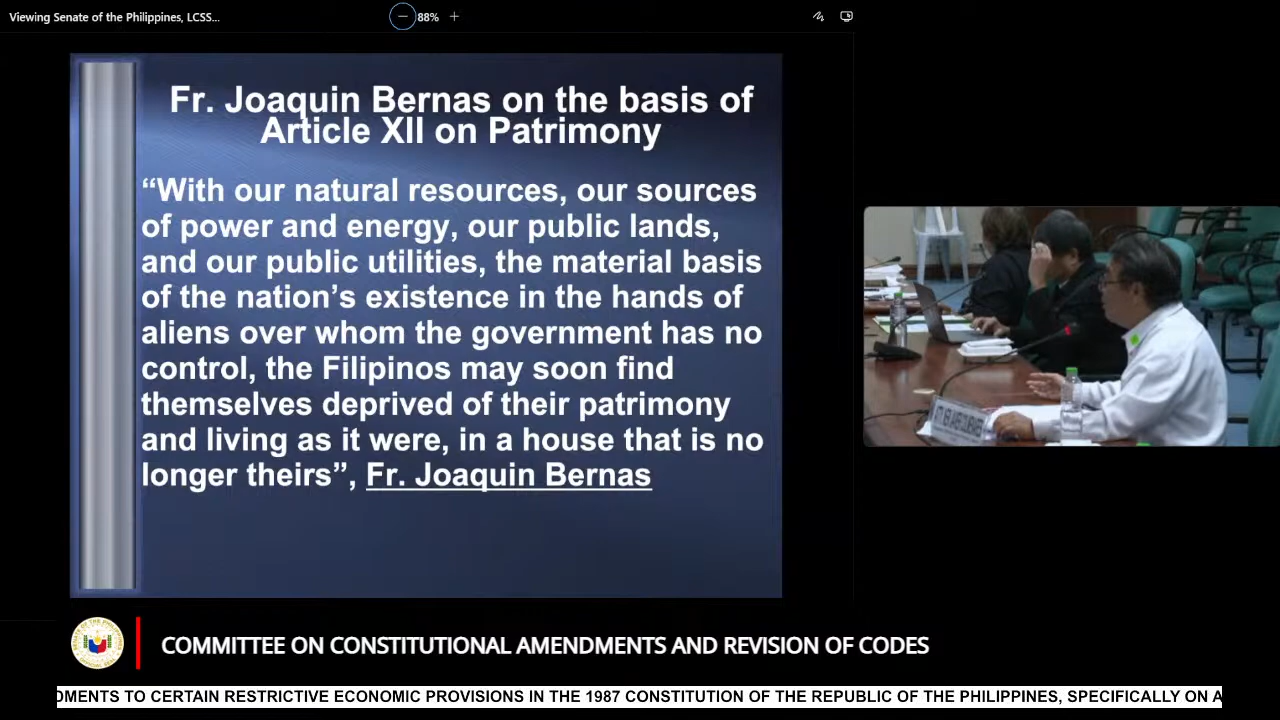 Viewing Senate of the Philippines, LCSS...
88%
Fr. Joaquin Bernas on the basis of
Article XII on Patrimony
“With our natural resources, our sources
of power and energy, our public lands,
and our public utilities, the material basis
of the nation’s existence in the hands of
aliens over whom the government has no
control, the Filipinos may soon find
themselves deprived of their patrimony
and living as it were, in a house that is no
longer theirs”, Fr. Joaquin Bernas
COMMITTEE ON CONSTITUTIONAL AMENDMENTS AND REVISION OF CODES
DMENTS TO CERTAIN RESTRICTIVE ECONOMIC PROVISIONS IN THE 1987 CONSTITUTION OF THE REPUBLIC OF THE PHILIPPINES, SPECIFICALLY ON A